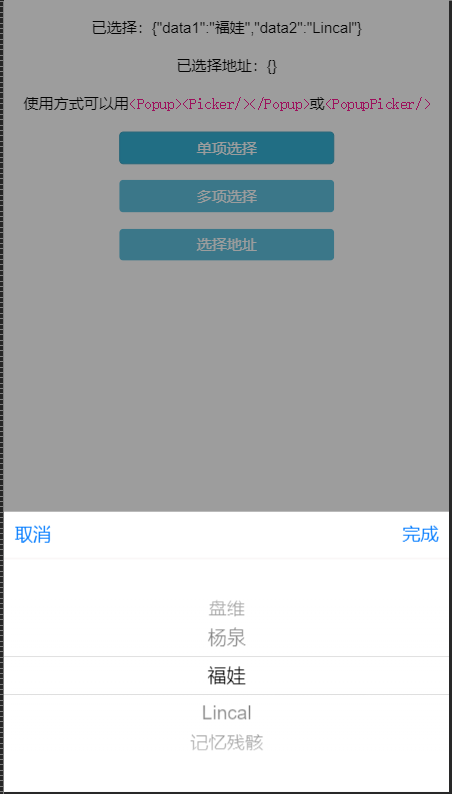 已选择：{"data1":"福娃","data2":"Lincal"}
已选择地址：{}
使用方式可以用<Popup><Picker/></Popup>或<PopupPicker/>
单项选择
多项选择
选择地址
取消 完成
盘维
杨泉
福娃
Lincal
记忆残骸